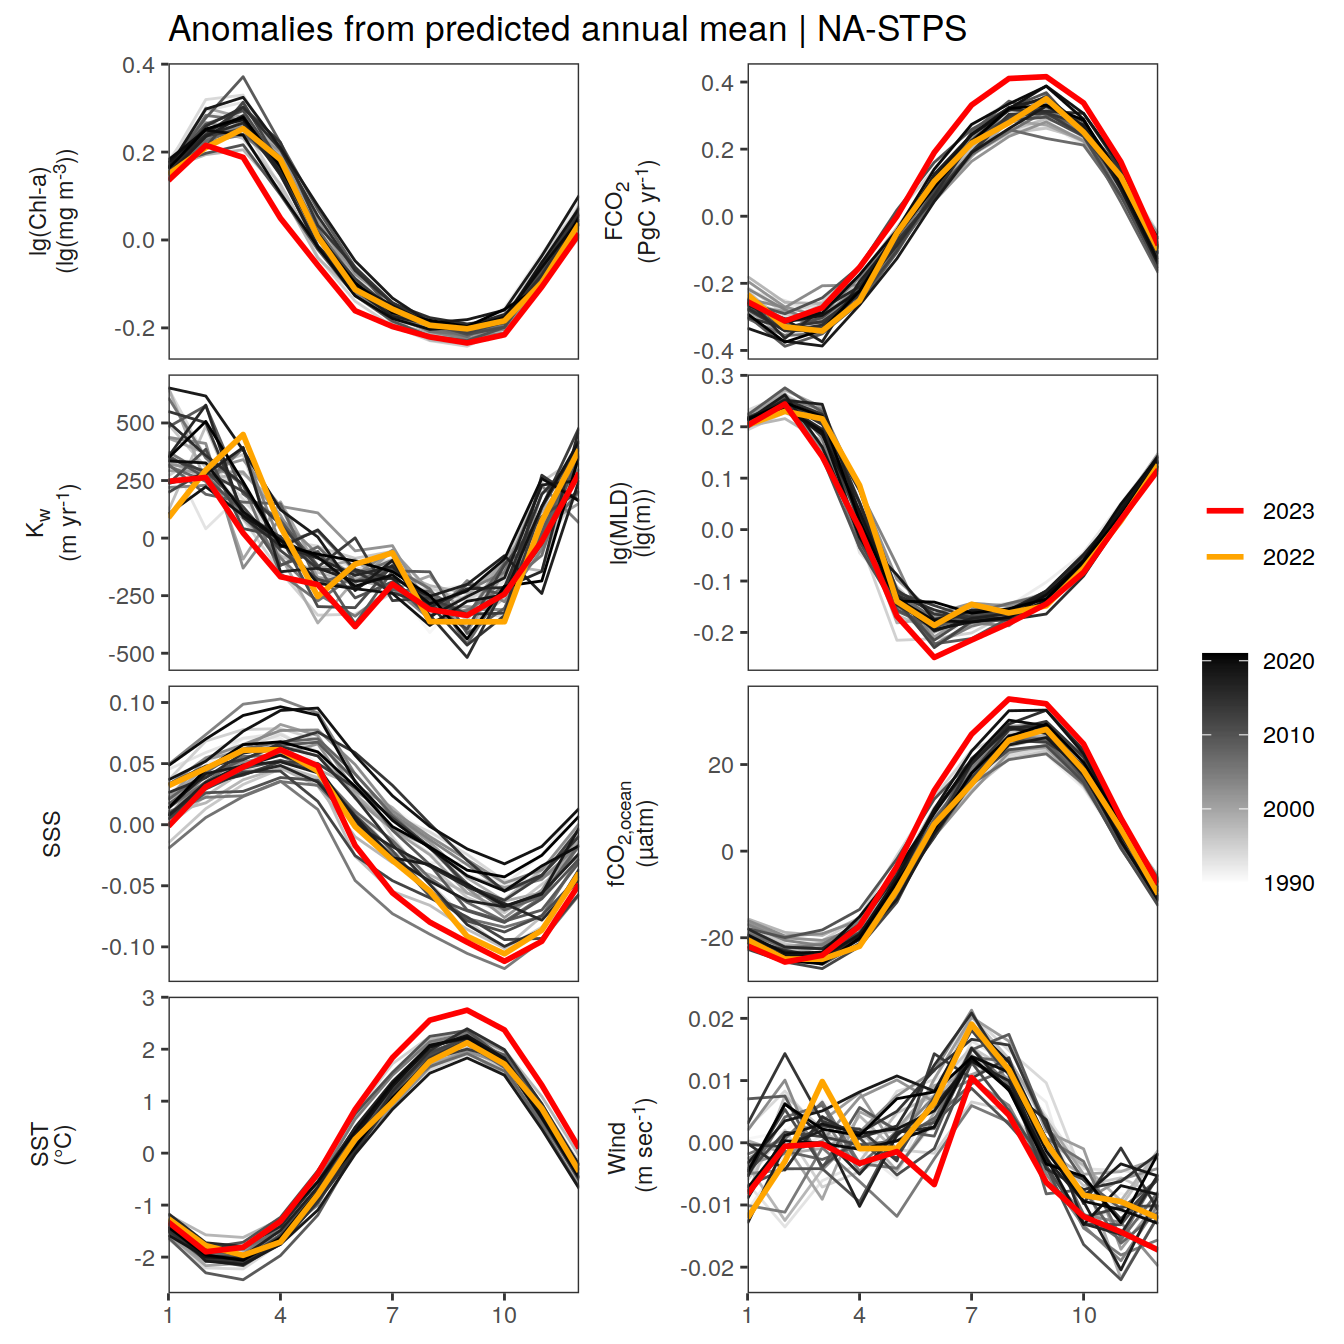 Anomalies from predicted annual mean | NA-STPS
lg(Chl-a)
(lg(mg m⁻³))
0.4
0.2
0.0
-0.2
FCO₂
(PgC yr⁻¹)
0.4
0.2
0.0
-0.2
-0.4
K_w
(m yr⁻¹)
500
250
0
-250
-500
lg(MLD)
(lg(m))
0.3
0.2
0.1
0.0
-0.1
-0.2
SSS
0.10
0.05
0.00
-0.05
-0.10
fCO₂,ocean
(µatm)
20
0
-20
SST
(°C)
3
2
1
0
-1
-2
1 4 7 10
Wind
(m sec⁻¹)
0.02
0.01
0.00
-0.01
-0.02
1 4 7 10
2023
2022
2020
2010
2000
1990